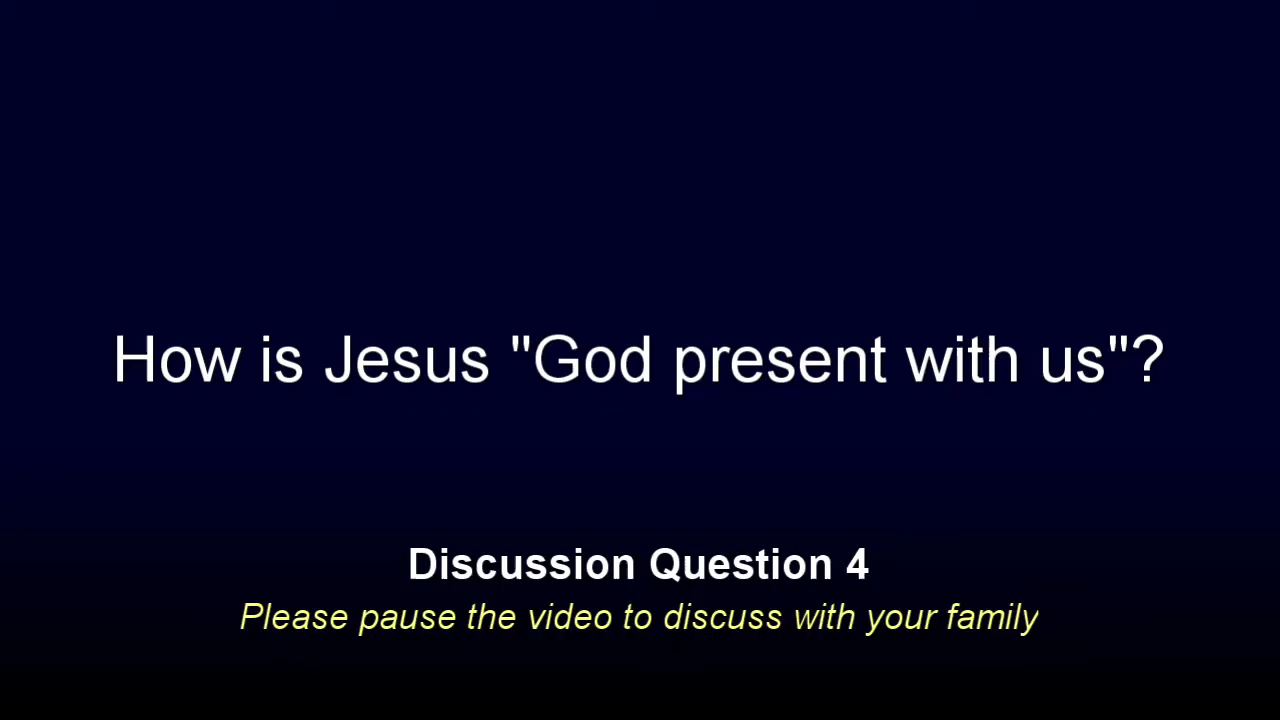 How is Jesus "God present with us"?
Discussion Question 4
Please pause the video to discuss with your family